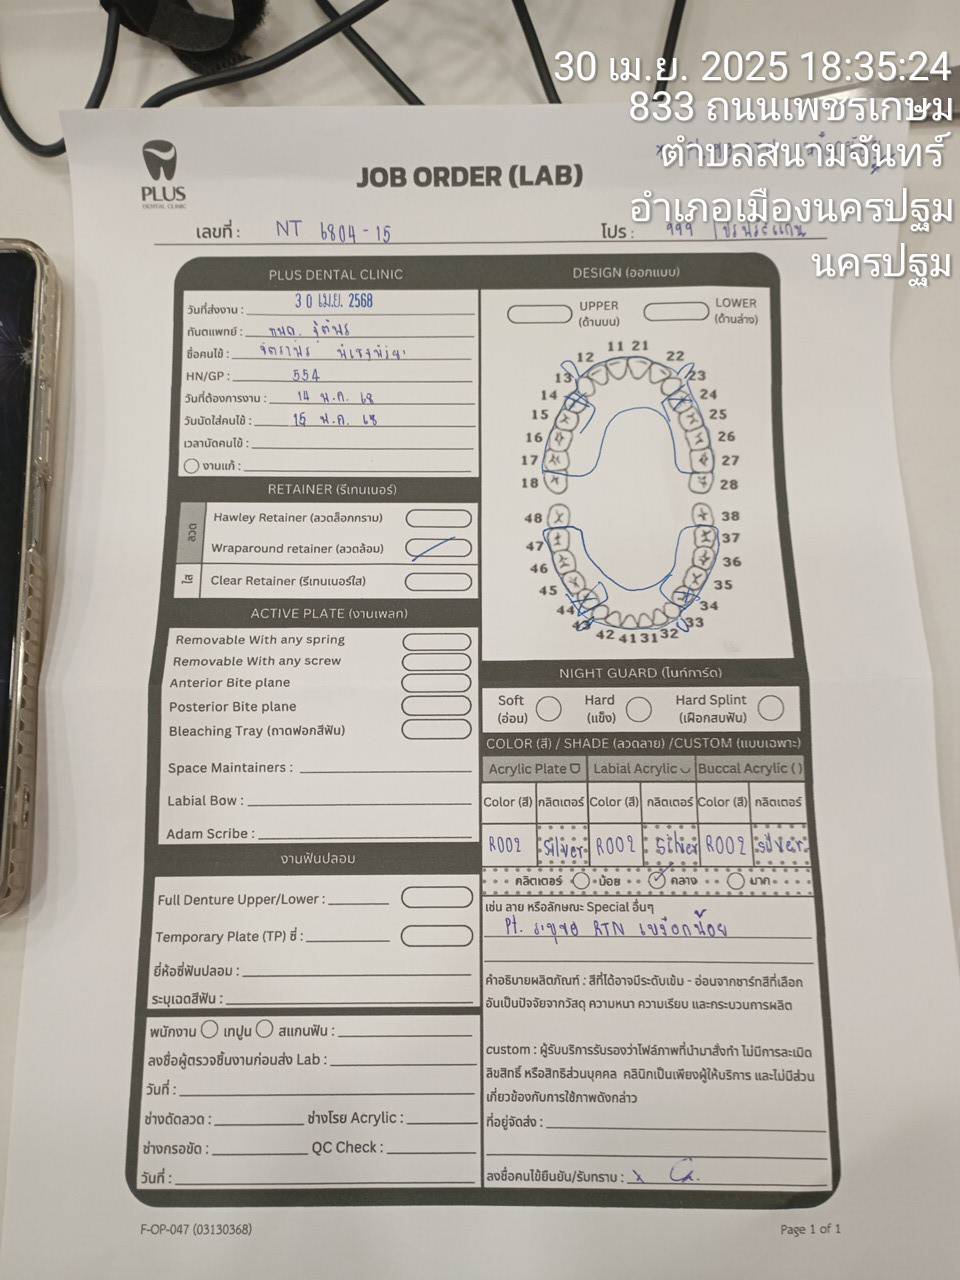 30 เม.ย. 2025 18:35:24
833 ถนนเพชรเกษม
ตำบลสนามจันทร์
อำเภอเมืองนครปฐม
นครปฐม
PLUS
DENTAL CLINIC
JOB ORDER (LAB)
เลขที่ : NT 6804-15
โปร : 999
PLUS DENTAL CLINIC
วันที่ส่งงาน : 30 เม.ย. 2568
ทันตแพทย์ :
ชื่อคนไข้ :
HN/GP : 554
วันที่ต้องการงาน : 14 พ.ค. 68
วันนัดใส่คนไข้ : 15 พ.ค. 68
เวลานัดคนไข้ :
งานแก้ :
RETAINER (รีเทนเนอร์)
ลวด
Hawley Retainer (ลวดล็อกกราม)
Wraparound retainer (ลวดล้อม)
ใส
Clear Retainer (รีเทนเนอร์ใส)
ACTIVE PLATE (งานเพลท)
Removable With any spring
Removable With any screw
Anterior Bite plane
Posterior Bite plane
Bleaching Tray (ถาดฟอกสีฟัน)
Space Maintainers :
Labial Bow :
Adam Scribe :
งานฟันปลอม
Full Denture Upper/Lower :
Temporary Plate (TP) ซี่ :
ยี่ห้อซี่ฟันปลอม :
ระบุเฉดสีฟัน :
พนักงาน เทปูน สแกนฟัน :
ลงชื่อผู้ตรวจชิ้นงานก่อนส่ง Lab :
วันที่ :
ช่างดัดลวด : ช่างโรย Acrylic :
ช่างกรอขัด : QC Check :
วันที่ :
DESIGN (ออกแบบ)
UPPER
(ด้านบน)
LOWER
(ด้านล่าง)
11 21
12 22
13 23
14 24
15 25
16 26
17 27
18 28
48 38
47 37
46 36
45 35
44 34
43 33
42 41 31 32
NIGHT GUARD (ไนท์การ์ด)
Soft
(อ่อน)
Hard
(แข็ง)
Hard Splint
(เฝือกสบฟัน)
COLOR (สี) / SHADE (ลวดลาย) /CUSTOM (แบบเฉพาะ)
Acrylic Plate Labial Acrylic Buccal Acrylic ( )
Color (สี) กลิตเตอร์ Color (สี) กลิตเตอร์ Color (สี) กลิตเตอร์
R002 Silver R002 Silver R002 silver
กลิตเตอร์ น้อย กลาง มาก
เช่น ลาย หรือลักษณะ Special อื่นๆ
Pt. ระบุขอ RTN เหงือกน้อย
คำอธิบายผลิตภัณฑ์ : สีที่ได้อาจมีระดับเข้ม - อ่อนจากชาร์ทสีที่เลือก
อันเป็นปัจจัยจากวัสดุ ความหนา ความเรียบ และกระบวนการผลิต
custom : ผู้รับบริการรับรองว่าไฟล์ภาพที่นำมาสั่งทำ ไม่มีการละเมิด
ลิขสิทธิ์ หรือสิทธิส่วนบุคคล คลินิกเป็นเพียงผู้ให้บริการ และไม่มีส่วน
เกี่ยวข้องกับการใช้ภาพดังกล่าว
ที่อยู่จัดส่ง :
ลงชื่อคนไข้ยืนยัน/รับทราบ : x
F-OP-047 (03130368)
Page 1 of 1